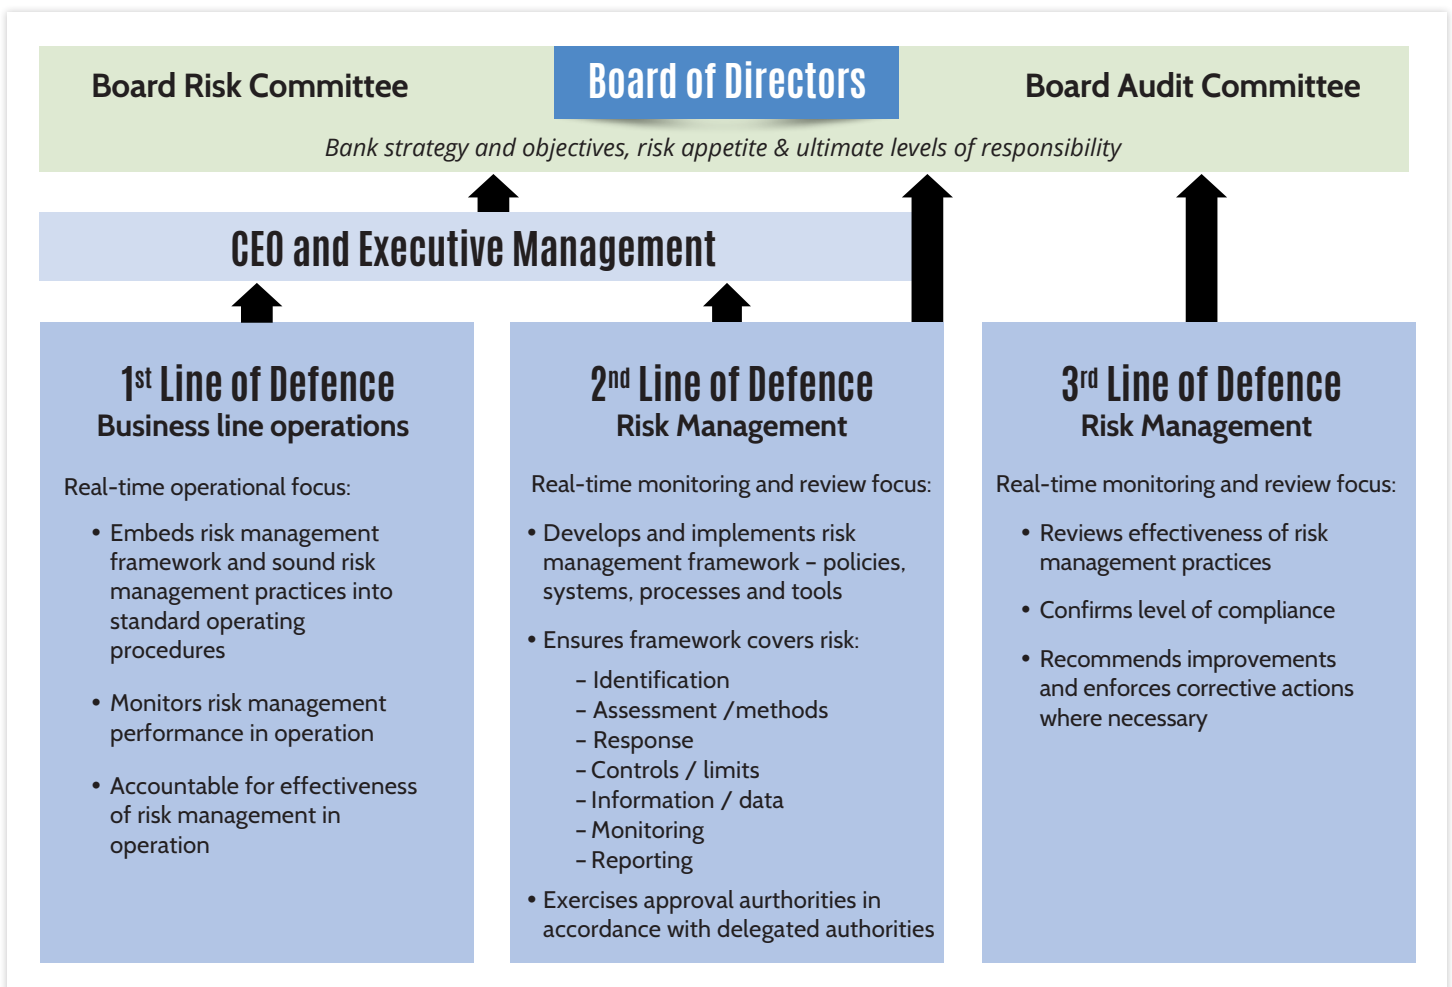 Board Risk Committee
Board of Directors
Board Audit Committee
Bank strategy and objectives, risk appetite & ultimate levels of responsibility
CEO and Executive Management
1st Line of Defence
Business line operations
Real-time operational focus:
• Embeds risk management
framework and sound risk
management practices into
standard operating
procedures
• Monitors risk management
performance in operation
• Accountable for effectiveness
of risk management in
operation
2nd Line of Defence
Risk Management
Real-time monitoring and review focus:
• Develops and implements risk
management framework – policies,
systems, processes and tools
• Ensures framework covers risk:
– Identification
– Assessment /methods
– Response
– Controls / limits
– Information / data
– Monitoring
– Reporting
• Exercises approval aurthorities in
accordance with delegated authorities
3rd Line of Defence
Risk Management
Real-time monitoring and review focus:
• Reviews effectiveness of risk
management practices
• Confirms level of compliance
• Recommends improvements
and enforces corrective actions
where necessary